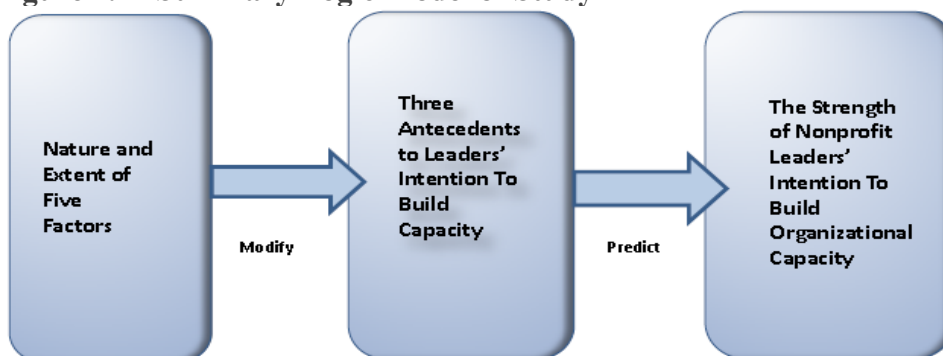 Nature and
Extent of
Five
Factors
Modify
Three
Antecedents
to Leaders’
Intention To
Build
Capacity
Predict
The Strength
of Nonprofit
Leaders’
Intention To
Build
Organizational
Capacity